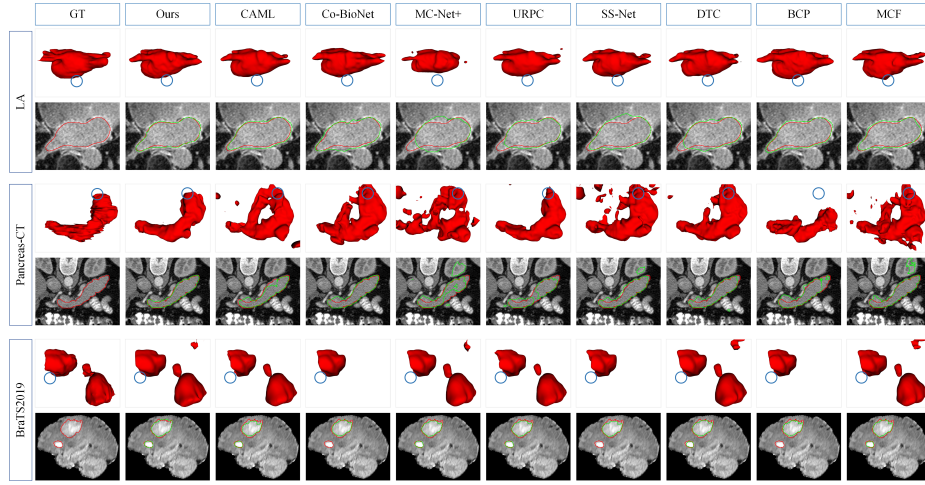 GT Ours CAML Co-BioNet MC-Net+ URPC SS-Net DTC BCP MCF
LA
Pancreas-CT
BraTS2019